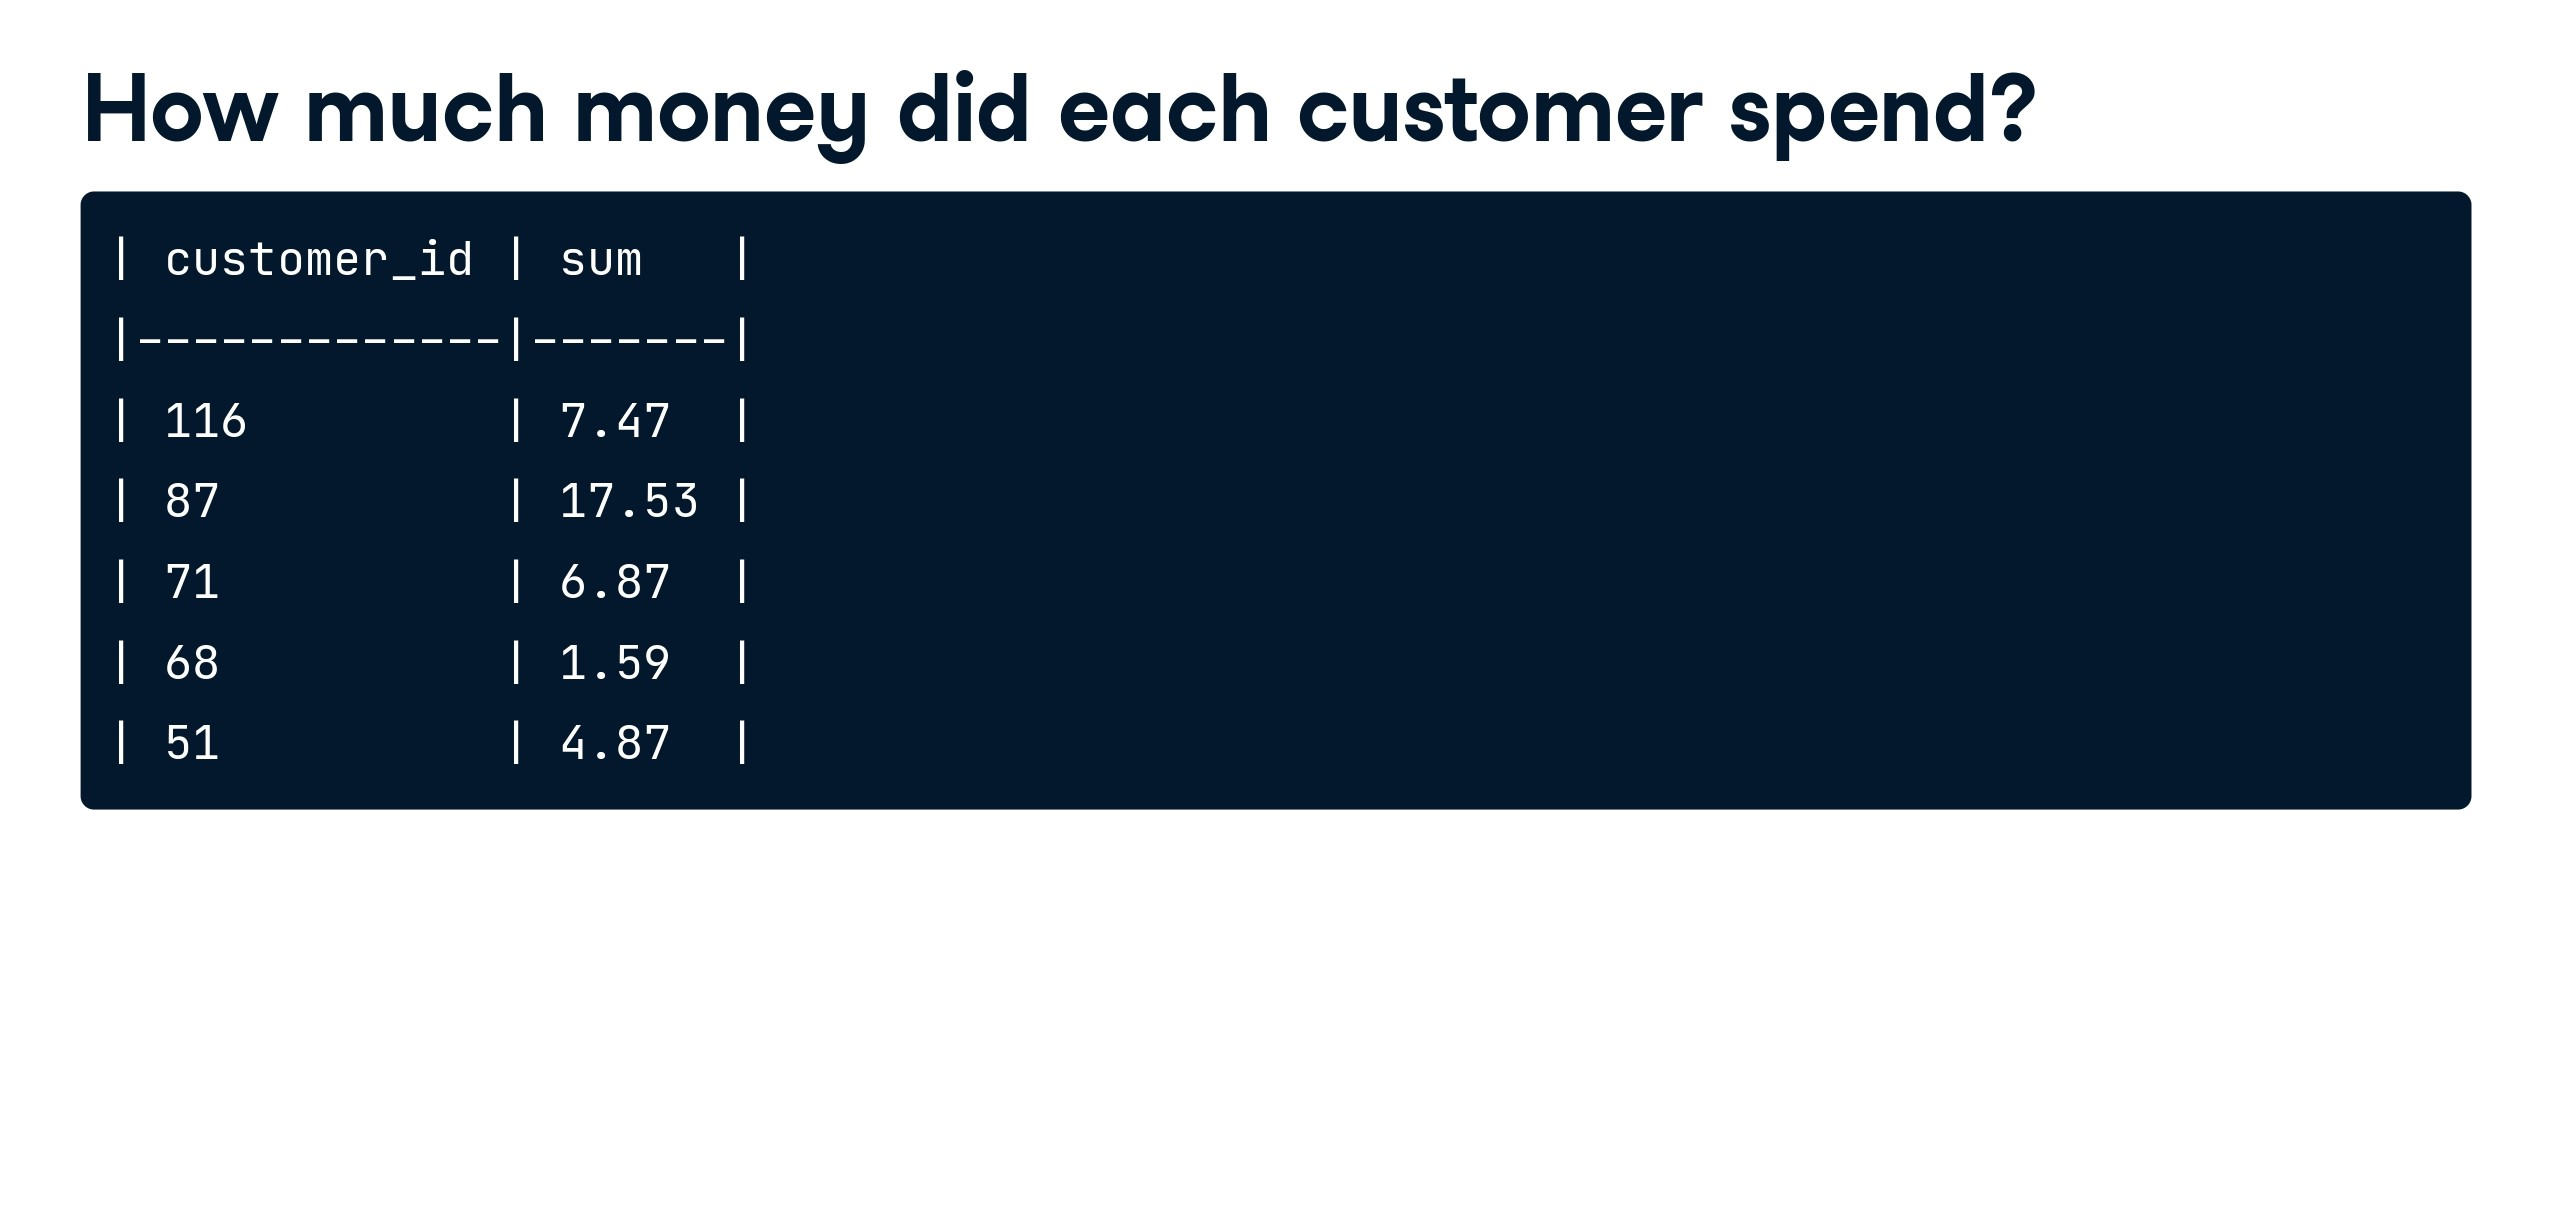 How much money did each customer spend?
| customer_id | sum   |
|-------------|-------|
| 116         | 7.47  |
| 87          | 17.53 |
| 71          | 6.87  |
| 68          | 1.59  |
| 51          | 4.87  |